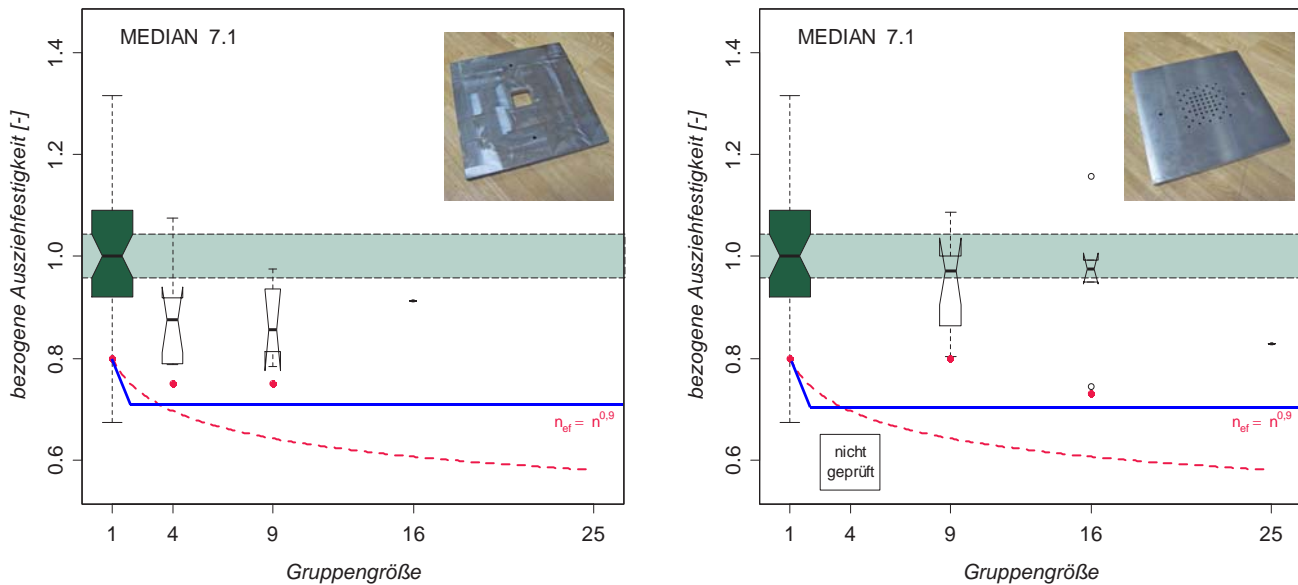 MEDIAN 7.1
bezogene Ausziehfestigkeit [-]
1.4
1.2
1.0
0.8
0.6
n_ef = n^0,9
1 4 9 16 25
Gruppengröße
MEDIAN 7.1
bezogene Ausziehfestigkeit [-]
1.4
1.2
1.0
0.8
0.6
n_ef = n^0,9
nicht
geprüft
1 4 9 16 25
Gruppengröße